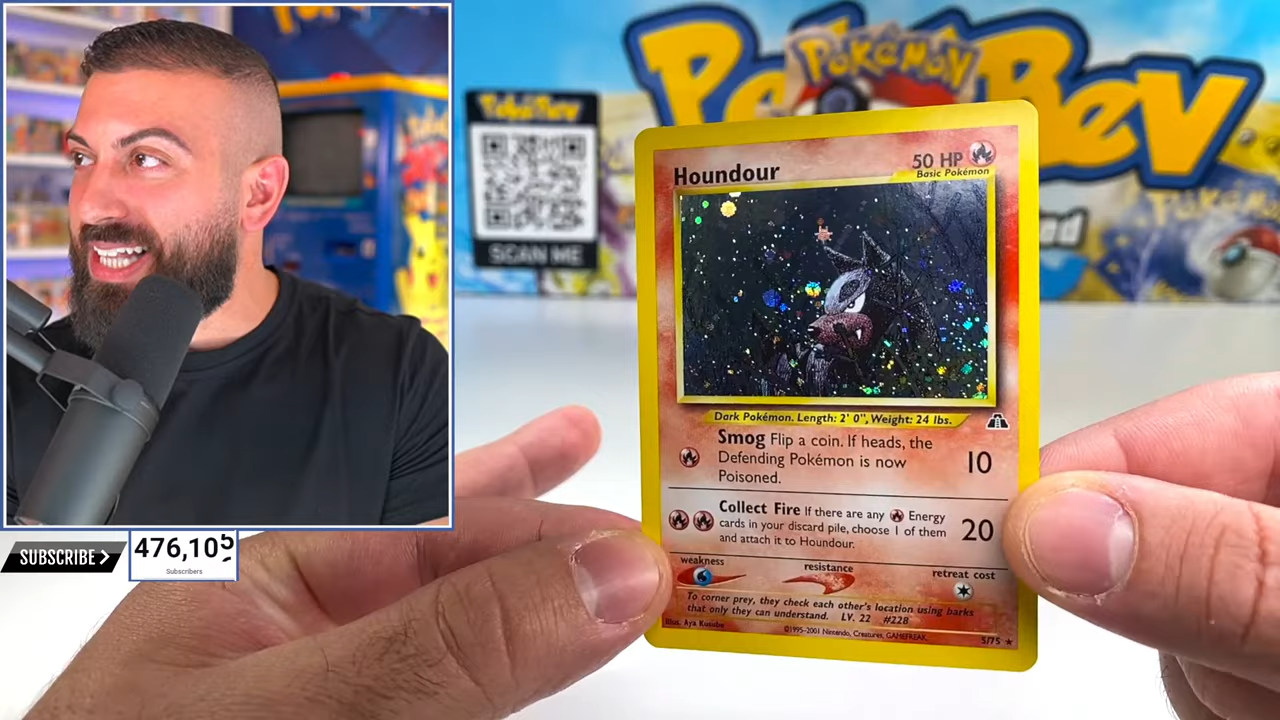 PokéBev
SCAN ME
POKÉMON
PokéBev
Houndour
50 HP
Basic Pokémon
Dark Pokémon. Length: 2' 0", Weight: 24 lbs.
Smog Flip a coin. If heads, the
Defending Pokémon is now
Poisoned.
10
Collect Fire If there are any Energy
cards in your discard pile, choose 1 of them
and attach it to Houndour.
20
weakness
resistance
retreat cost
To corner prey, they check each other's location using barks
that only they can understand. LV. 22 #228
Illus. Aya Kusube
©1995-2001 Nintendo, Creatures, GAMEFREAK.
5/75
SUBSCRIBE
476,105
Subscribers